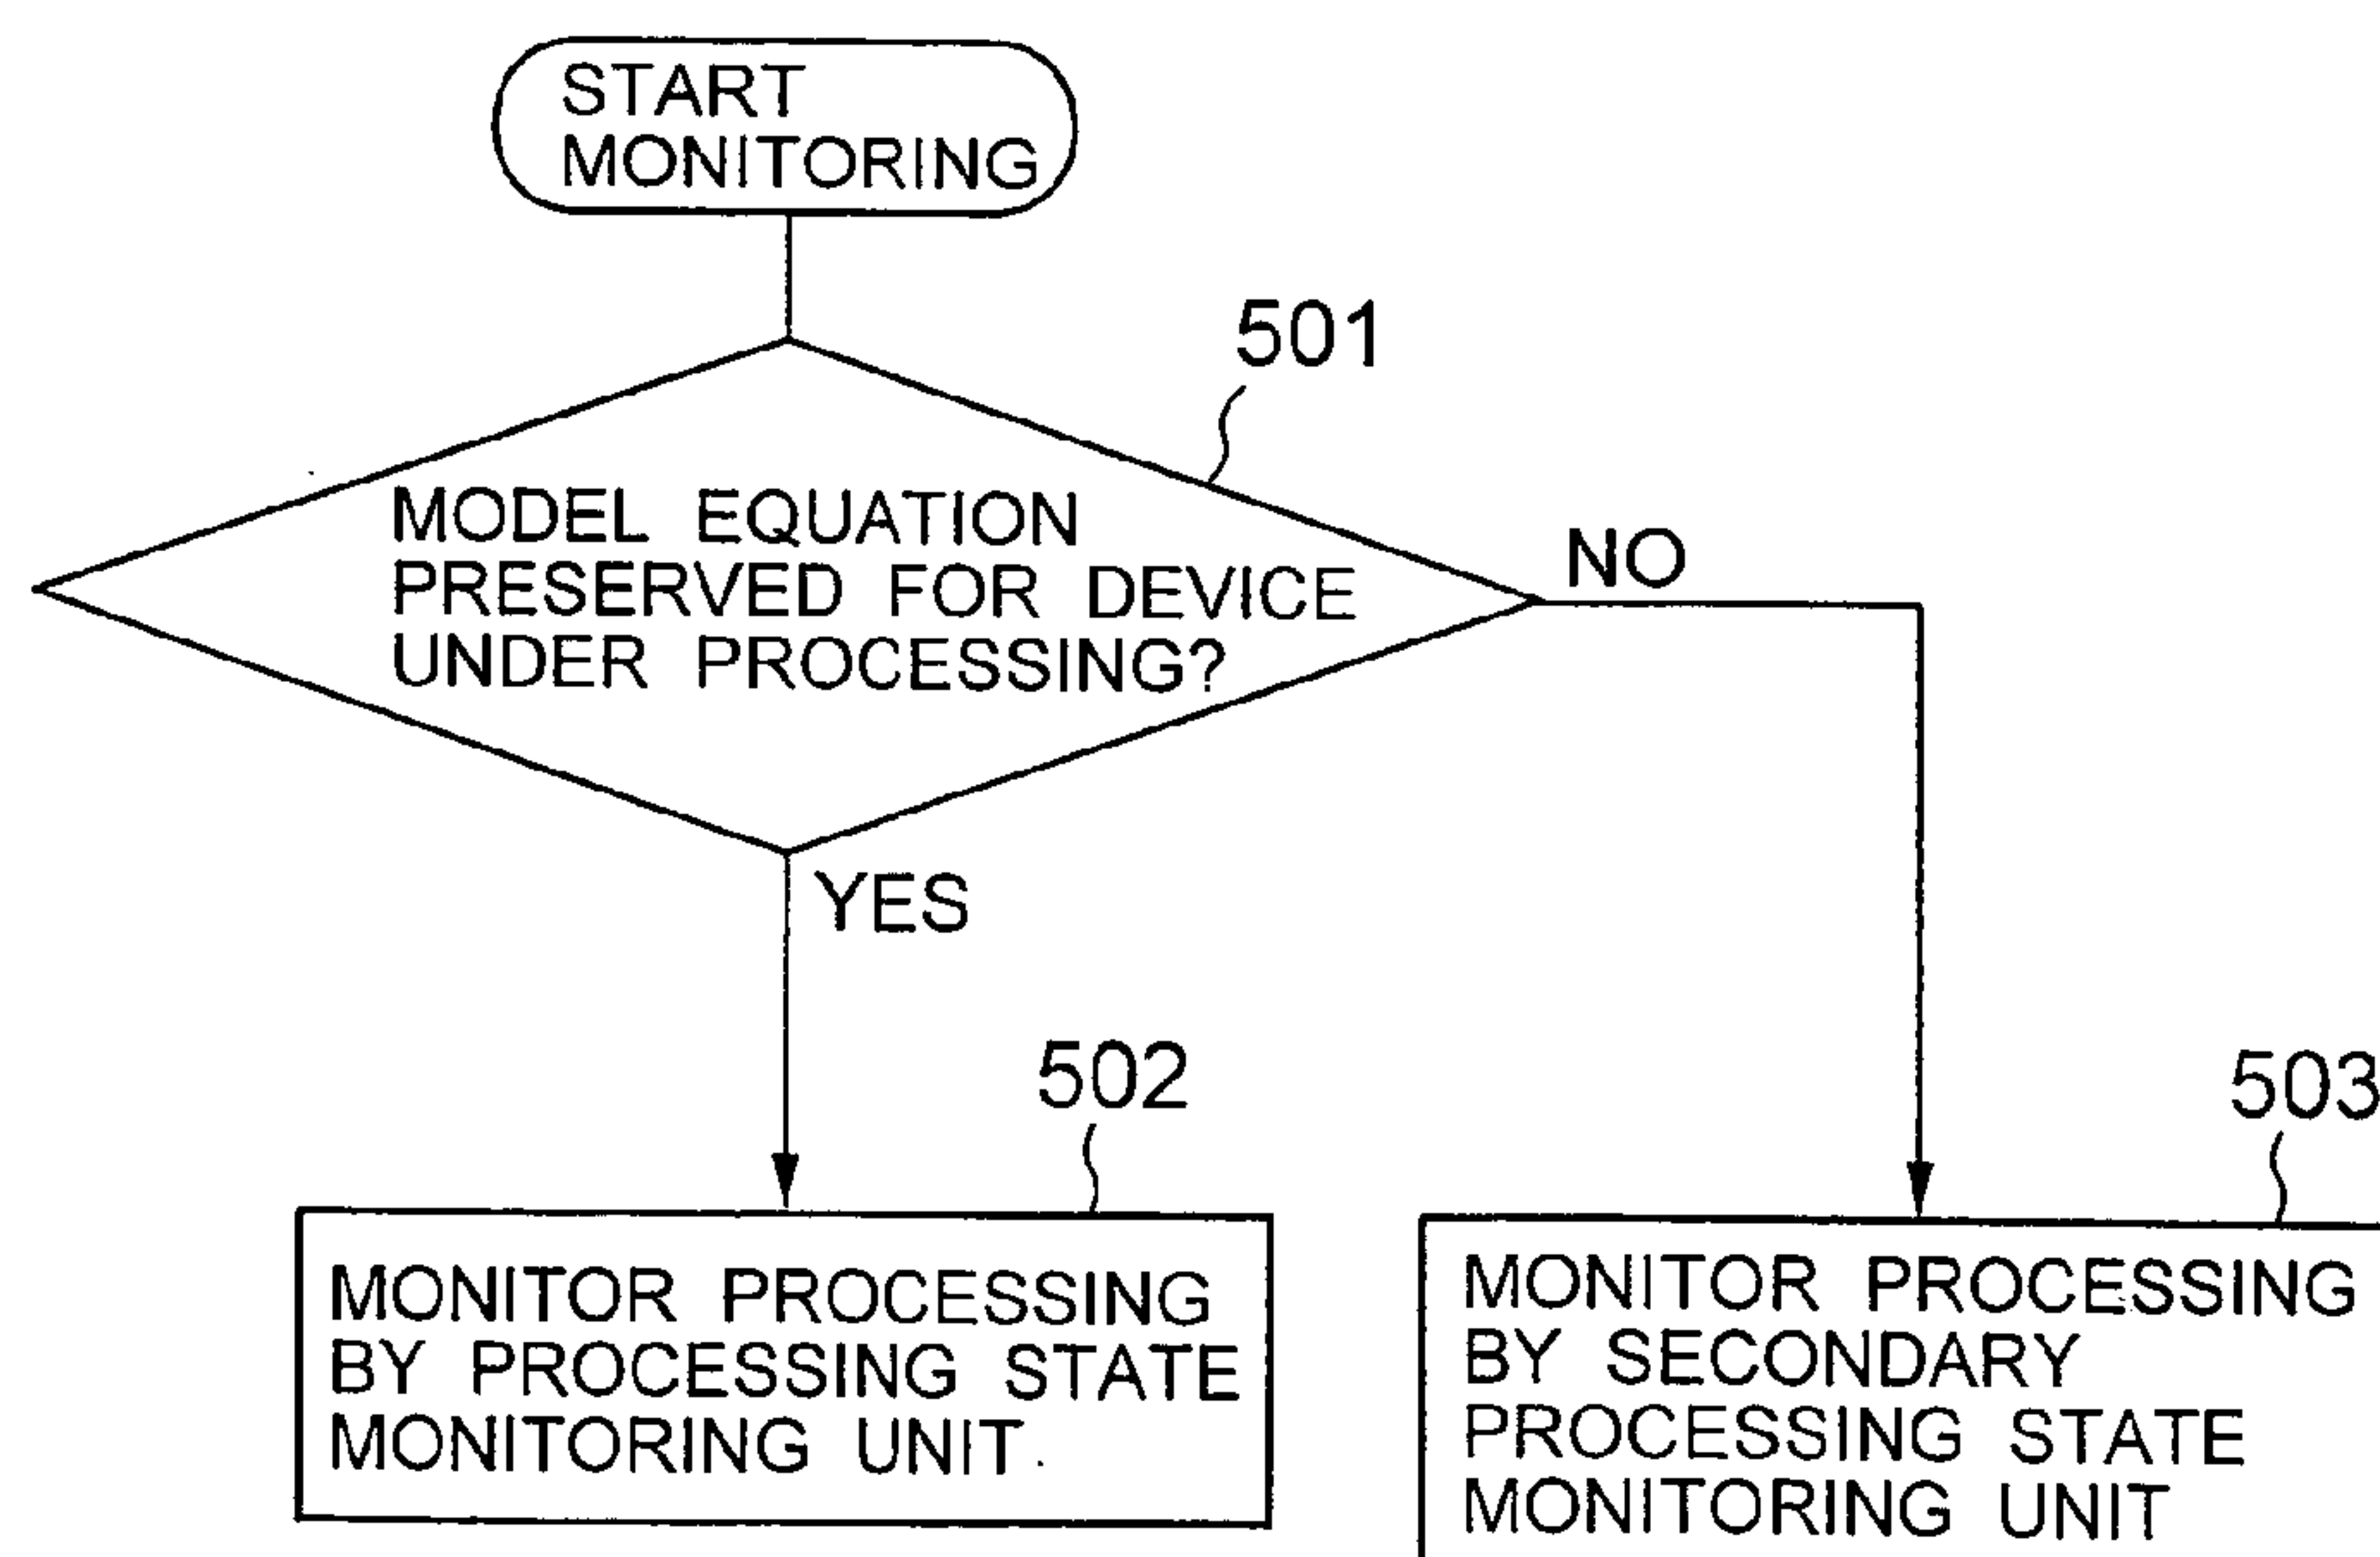 START
MONITORING
501
MODEL EQUATION
PRESERVED FOR DEVICE
UNDER PROCESSING?
NO
YES
502
MONITOR PROCESSING
BY PROCESSING STATE
MONITORING UNIT
503
MONITOR PROCESSING
BY SECONDARY
PROCESSING STATE
MONITORING UNIT